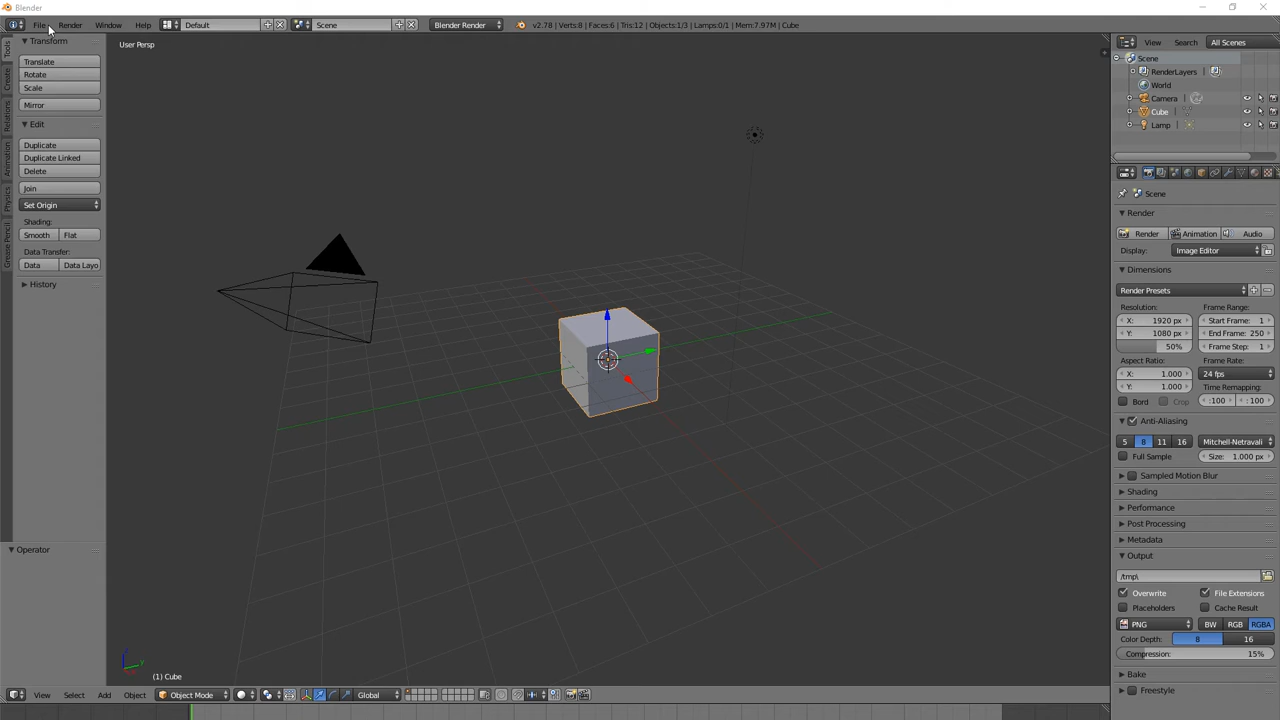 Blender
File Render Window Help Default Scene Blender Render v2.78 | Verts:8 | Faces:6 | Tris:12 | Objects:1/3 | Lamps:0/1 | Mem:7.97M | Cube
Tools
Create
Relations
Animation
Physics
Grease Pencil
Transform
Translate
Rotate
Scale
Mirror
Edit
Duplicate
Duplicate Linked
Delete
Join
Set Origin
Shading:
Smooth Flat
Data Transfer:
Data Data Layo
History
Operator
User Persp
(1) Cube
View Select Add Object Object Mode Global
View Search All Scenes
Scene
RenderLayers
World
Camera
Cube
Lamp
Scene
Render
Render Animation Audio
Display: Image Editor
Dimensions
Render Presets
Resolution: Frame Range:
X: 1920 px Start Frame: 1
Y: 1080 px End Frame: 250
50% Frame Step: 1
Aspect Ratio: Frame Rate:
X: 1.000 24 fps
Y: 1.000 Time Remapping:
Bord Crop :100 :100
Anti-Aliasing
5 8 11 16 Mitchell-Netravali
Full Sample Size: 1.000 px
Sampled Motion Blur
Shading
Performance
Post Processing
Metadata
Output
/tmp\
Overwrite File Extensions
Placeholders Cache Result
PNG BW RGB RGBA
Color Depth: 8 16
Compression: 15%
Bake
Freestyle